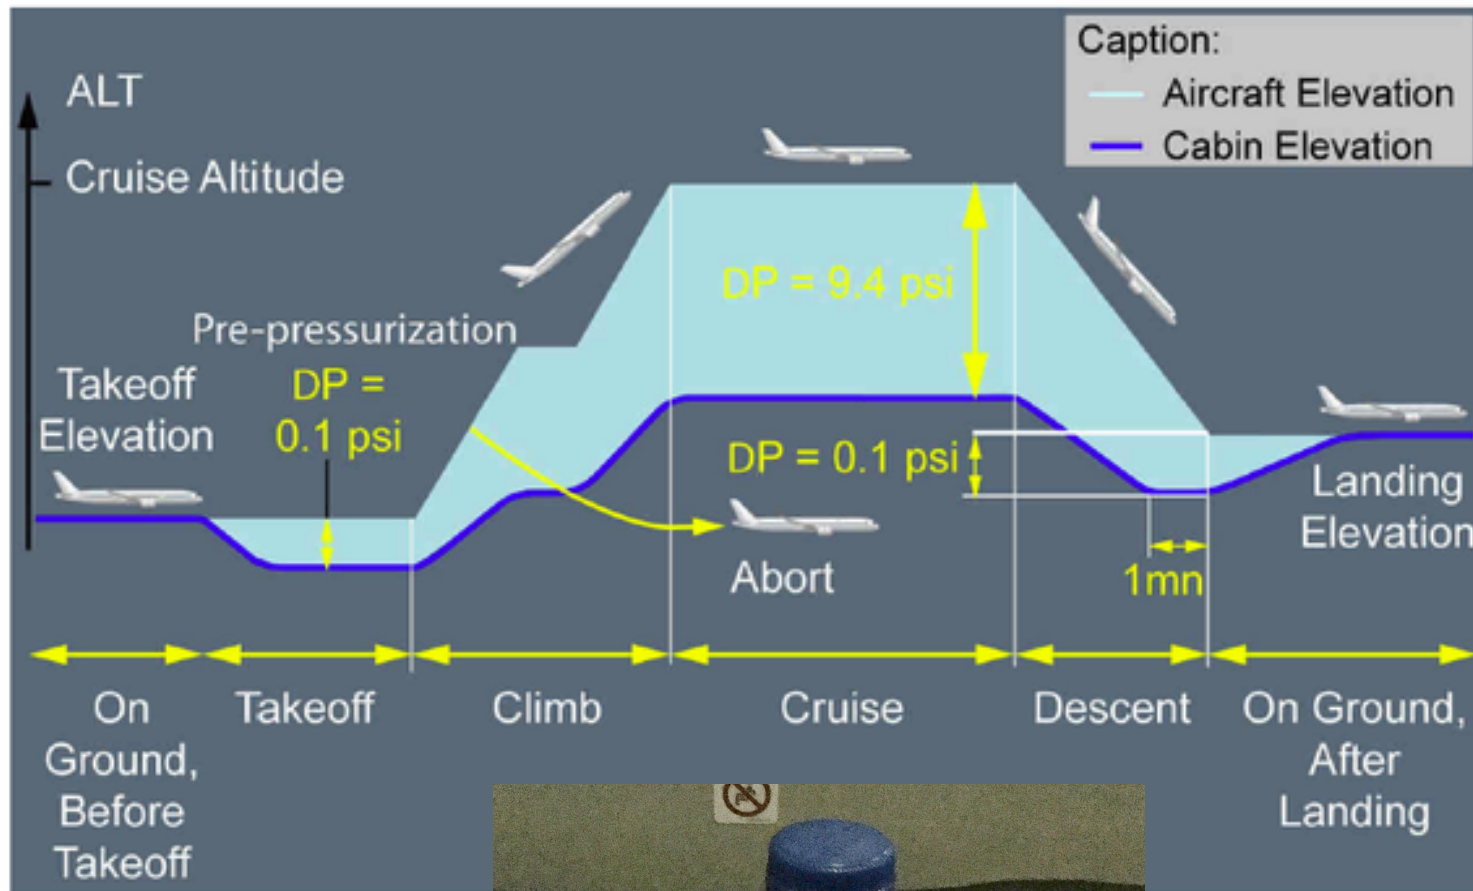 ALT
Cruise Altitude
Caption:
Aircraft Elevation
Cabin Elevation
Pre-pressurization
DP =
0.1 psi
Takeoff
Elevation
DP = 9.4 psi
DP = 0.1 psi
Abort
1mn
Landing
Elevation
On
Ground,
Before
Takeoff
Takeoff
Climb
Cruise
Descent
On Ground,
After
Landing